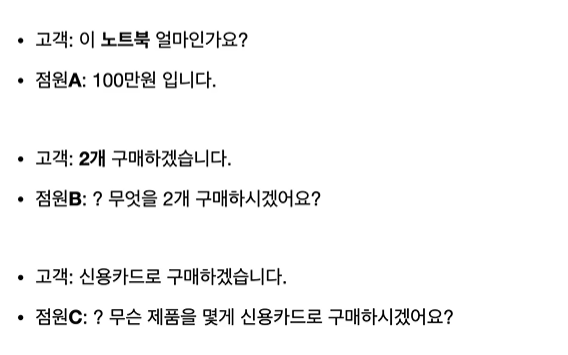 • 고객: 이 노트북 얼마인가요?
• 점원A: 100만원 입니다.
• 고객: 2개 구매하겠습니다.
• 점원B: ? 무엇을 2개 구매하시겠어요?
• 고객: 신용카드로 구매하겠습니다.
• 점원C: ? 무슨 제품을 몇게 신용카드로 구매하시겠어요?